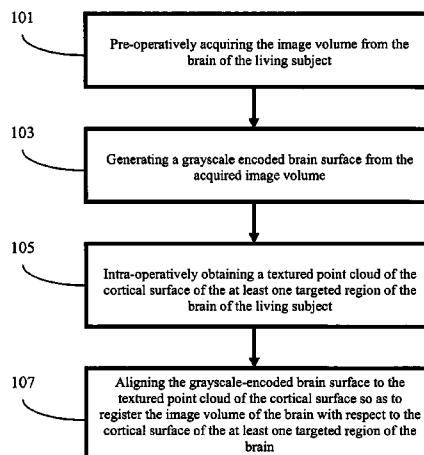 101
Pre-operatively acquiring the image volume from the
brain of the living subject
103
Generating a grayscale encoded brain surface from the
acquired image volume
105
Intra-operatively obtaining a textured point cloud of the
cortical surface of the at least one targeted region of the
brain of the living subject
107
Aligning the grayscale-encoded brain surface to the
textured point cloud of the cortical surface so as to
register the image volume of the brain with respect to the
cortical surface of the at least one targeted region of the
brain